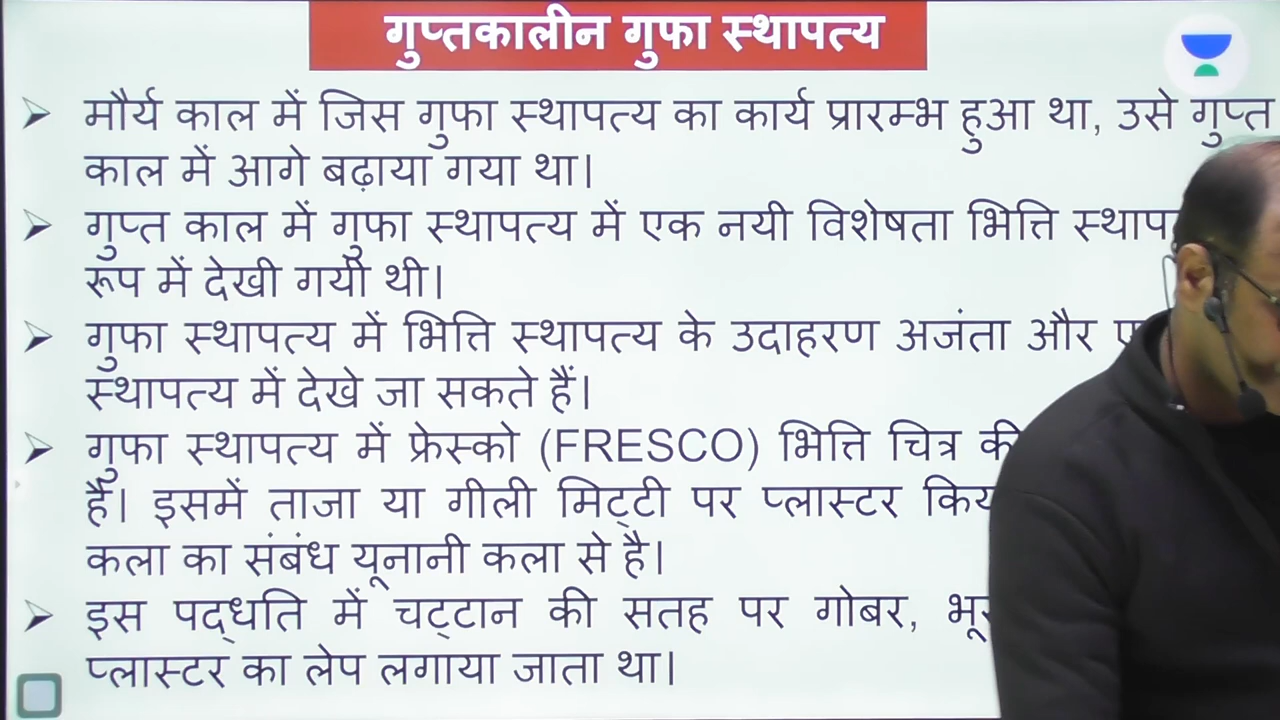 गुप्तकालीन गुफा स्थापत्य
➢ मौर्य काल में जिस गुफा स्थापत्य का कार्य प्रारम्भ हुआ था, उसे गुप्त
काल में आगे बढ़ाया गया था।
➢ गुप्त काल में गुफा स्थापत्य में एक नयी विशेषता भित्ति
रूप में देखी गयी थी।
➢ गुफा स्थापत्य में भित्ति स्थापत्य के उदाहरण अजंता और
स्थापत्य में देखे जा सकते हैं।
➢ गुफा स्थापत्य में फ्रेस्को (FRESCO) भित्ति चित्र
है। इसमें ताजा या गीली मिट्टी पर प्लास्टर
कला का संबंध यूनानी कला से है।
➢ इस पद्धति में चट्टान की सतह पर गोबर,
प्लास्टर का लेप लगाया जाता था।